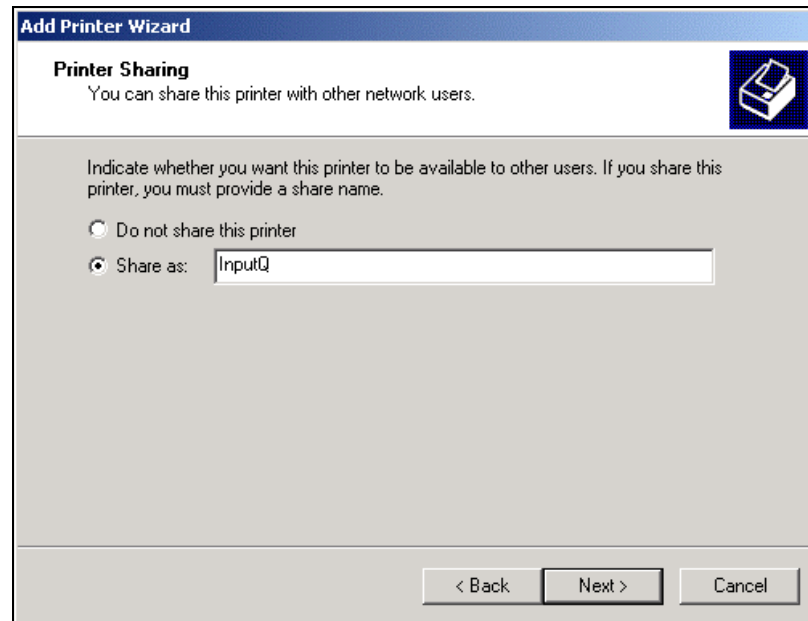 Add Printer Wizard
Printer Sharing
You can share this printer with other network users.
Indicate whether you want this printer to be available to other users. If you share this
printer, you must provide a share name.
Do not share this printer
Share as: InputQ
< Back Next > Cancel